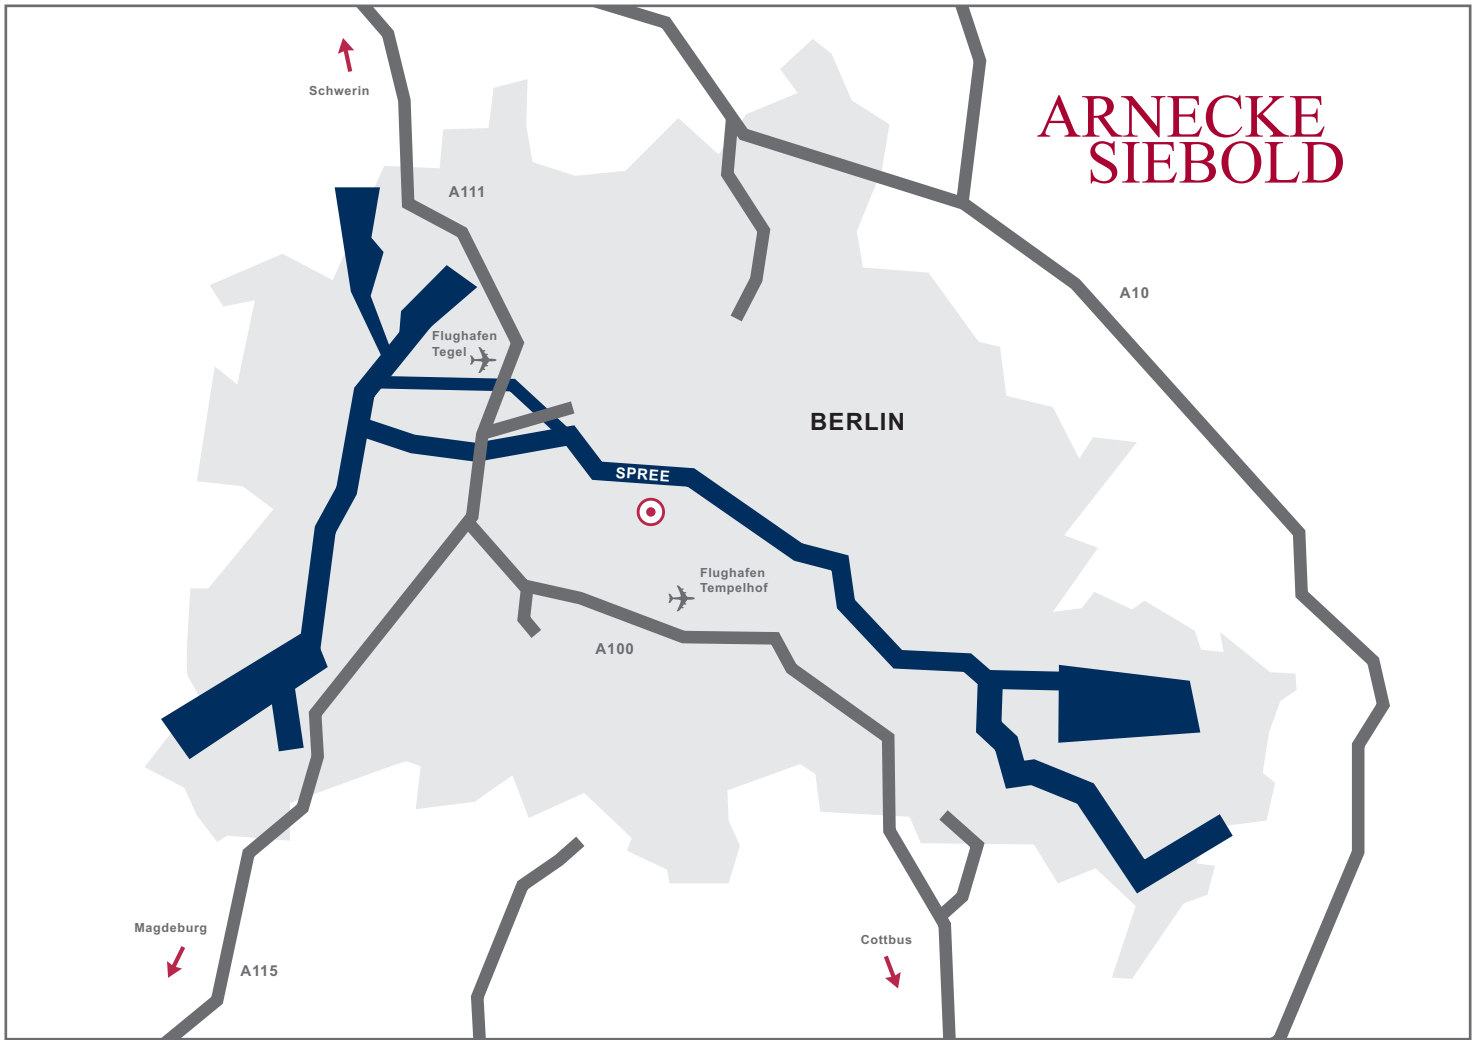 Schwerin
ARNECKE
SIEBOLD
A111
A10
Flughafen
Tegel
BERLIN
SPREE
Flughafen
Tempelhof
A100
Magdeburg
Cottbus
A115